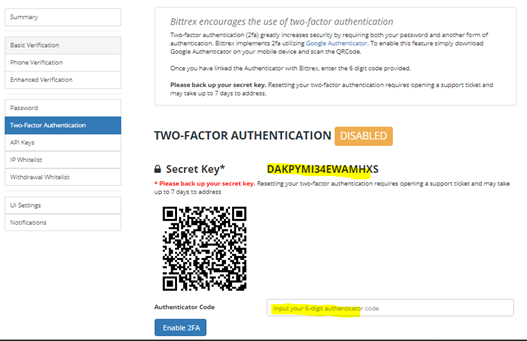 Summary
Basic Verification
Phone Verification
Enhanced Verification
Password
Two-Factor Authentication
API Keys
IP Whitelist
Withdrawal Whitelist
UI Settings
Notifications
Bittrex encourages the use of two-factor authentication
Two-factor authentication (2fa) greatly increases security by requiring both your password and another form of
authentication. Bittrex implements 2fa utilizing Google Authenticator. To enable this feature simply download
Google Authenticator on your mobile device and scan the QRCode.
Once you have linked the Authenticator with Bittrex, enter the 6 digit code provided.
Please back up your secret key. Resetting your two-factor authentication requires opening a support ticket and
may take up to 7 days to address.
TWO-FACTOR AUTHENTICATION DISABLED
Secret Key* DAKPYMI34EWAMHXS
* Please back up your secret key. Resetting your two-factor authentication requires opening a support ticket and may take
up to 7 days to address
Authenticator Code Input your 6-digit authenticator code
Enable 2FA